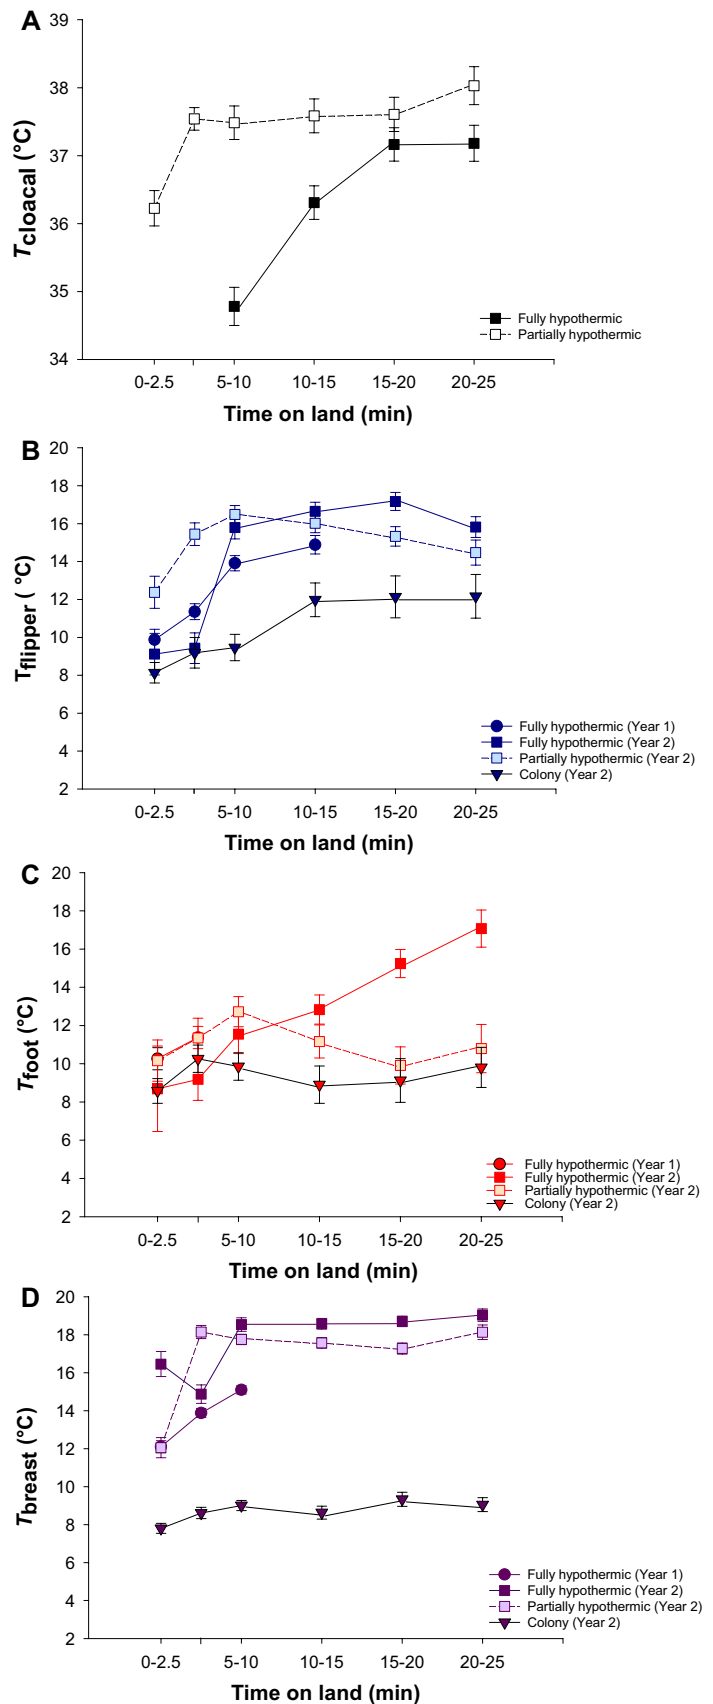 A
39
38
37
36
35
34
Tcloacal (°C)
Fully hypothermic
Partially hypothermic
0-2.5 5-10 10-15 15-20 20-25
Time on land (min)
B
20
18
16
14
12
10
8
6
4
2
Tflipper ( °C)
Fully hypothermic (Year 1)
Fully hypothermic (Year 2)
Partially hypothermic (Year 2)
Colony (Year 2)
0-2.5 5-10 10-15 15-20 20-25
Time on land (min)
C
20
18
16
14
12
10
8
6
4
2
Tfoot (°C)
Fully hypothermic (Year 1)
Fully hypothermic (Year 2)
Partially hypothermic (Year 2)
Colony (Year 2)
0-2.5 5-10 10-15 15-20 20-25
Time on land (min)
D
20
18
16
14
12
10
8
6
4
2
Tbreast (°C)
Fully hypothermic (Year 1)
Fully hypothermic (Year 2)
Partially hypothermic (Year 2)
Colony (Year 2)
0-2.5 5-10 10-15 15-20 20-25
Time on land (min)